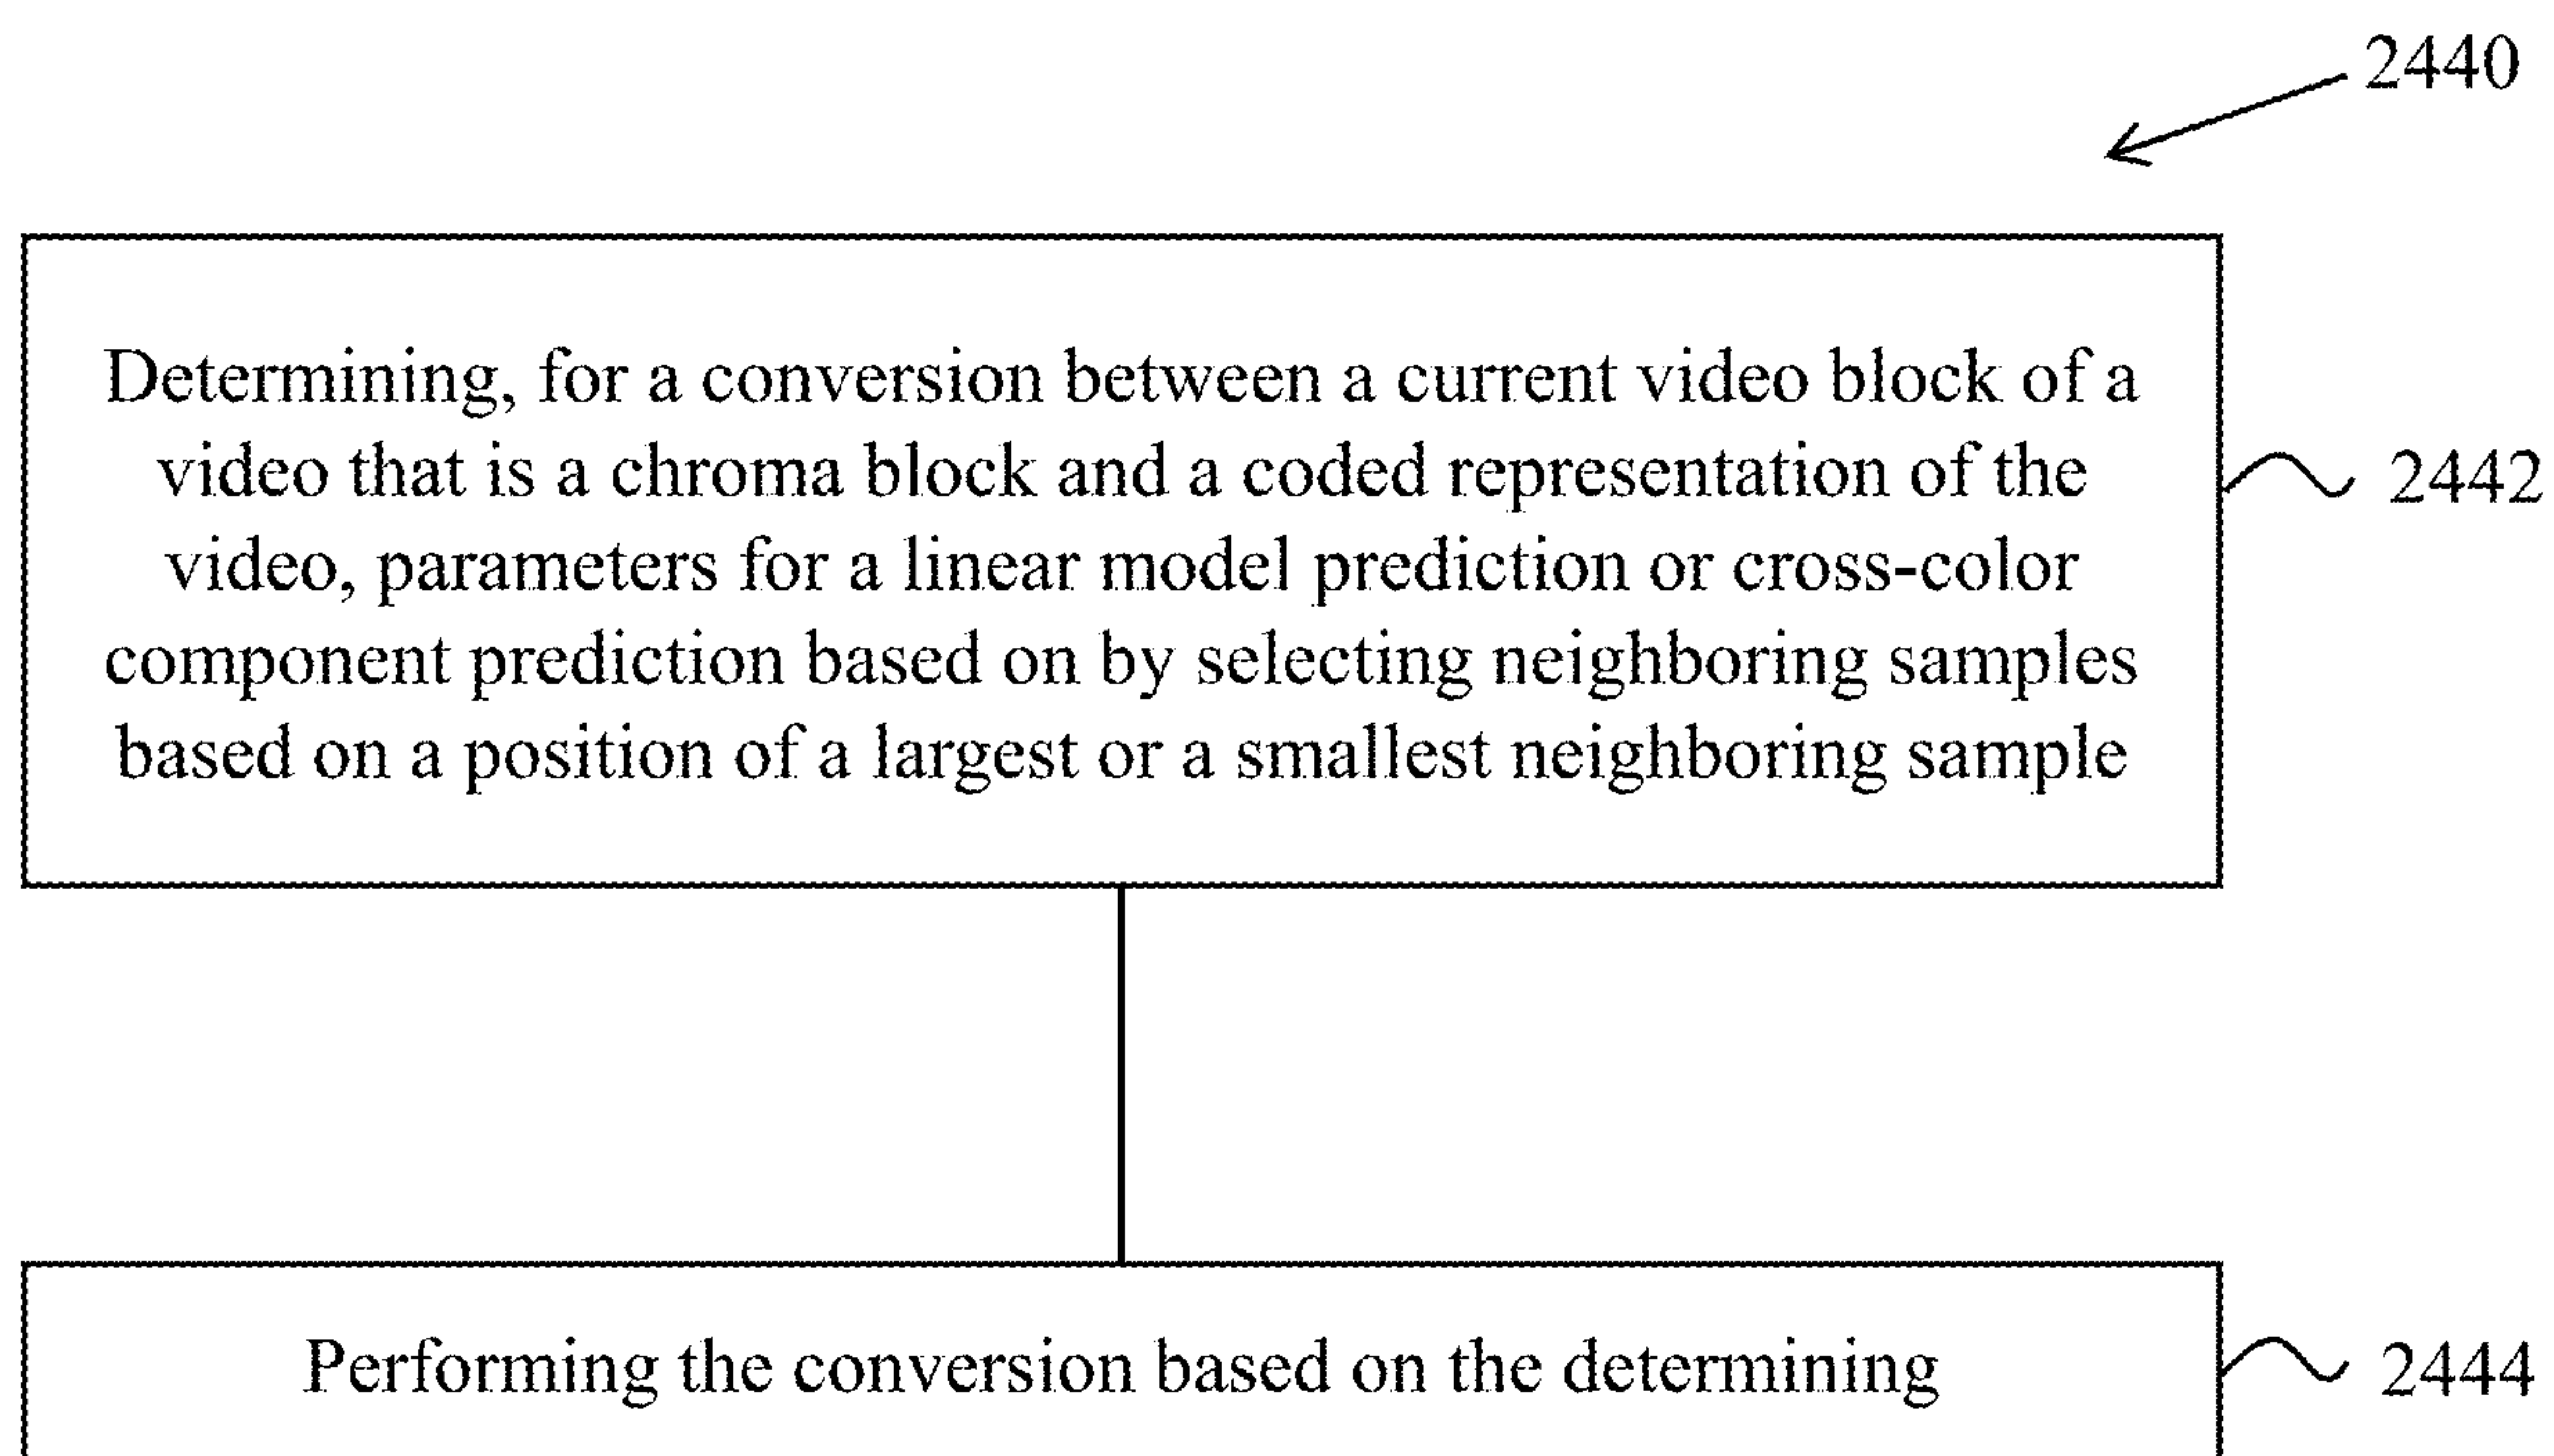 2440
Determining, for a conversion between a current video block of a
video that is a chroma block and a coded representation of the
video, parameters for a linear model prediction or cross-color
component prediction based on by selecting neighboring samples
based on a position of a largest or a smallest neighboring sample
2442
Performing the conversion based on the determining
2444